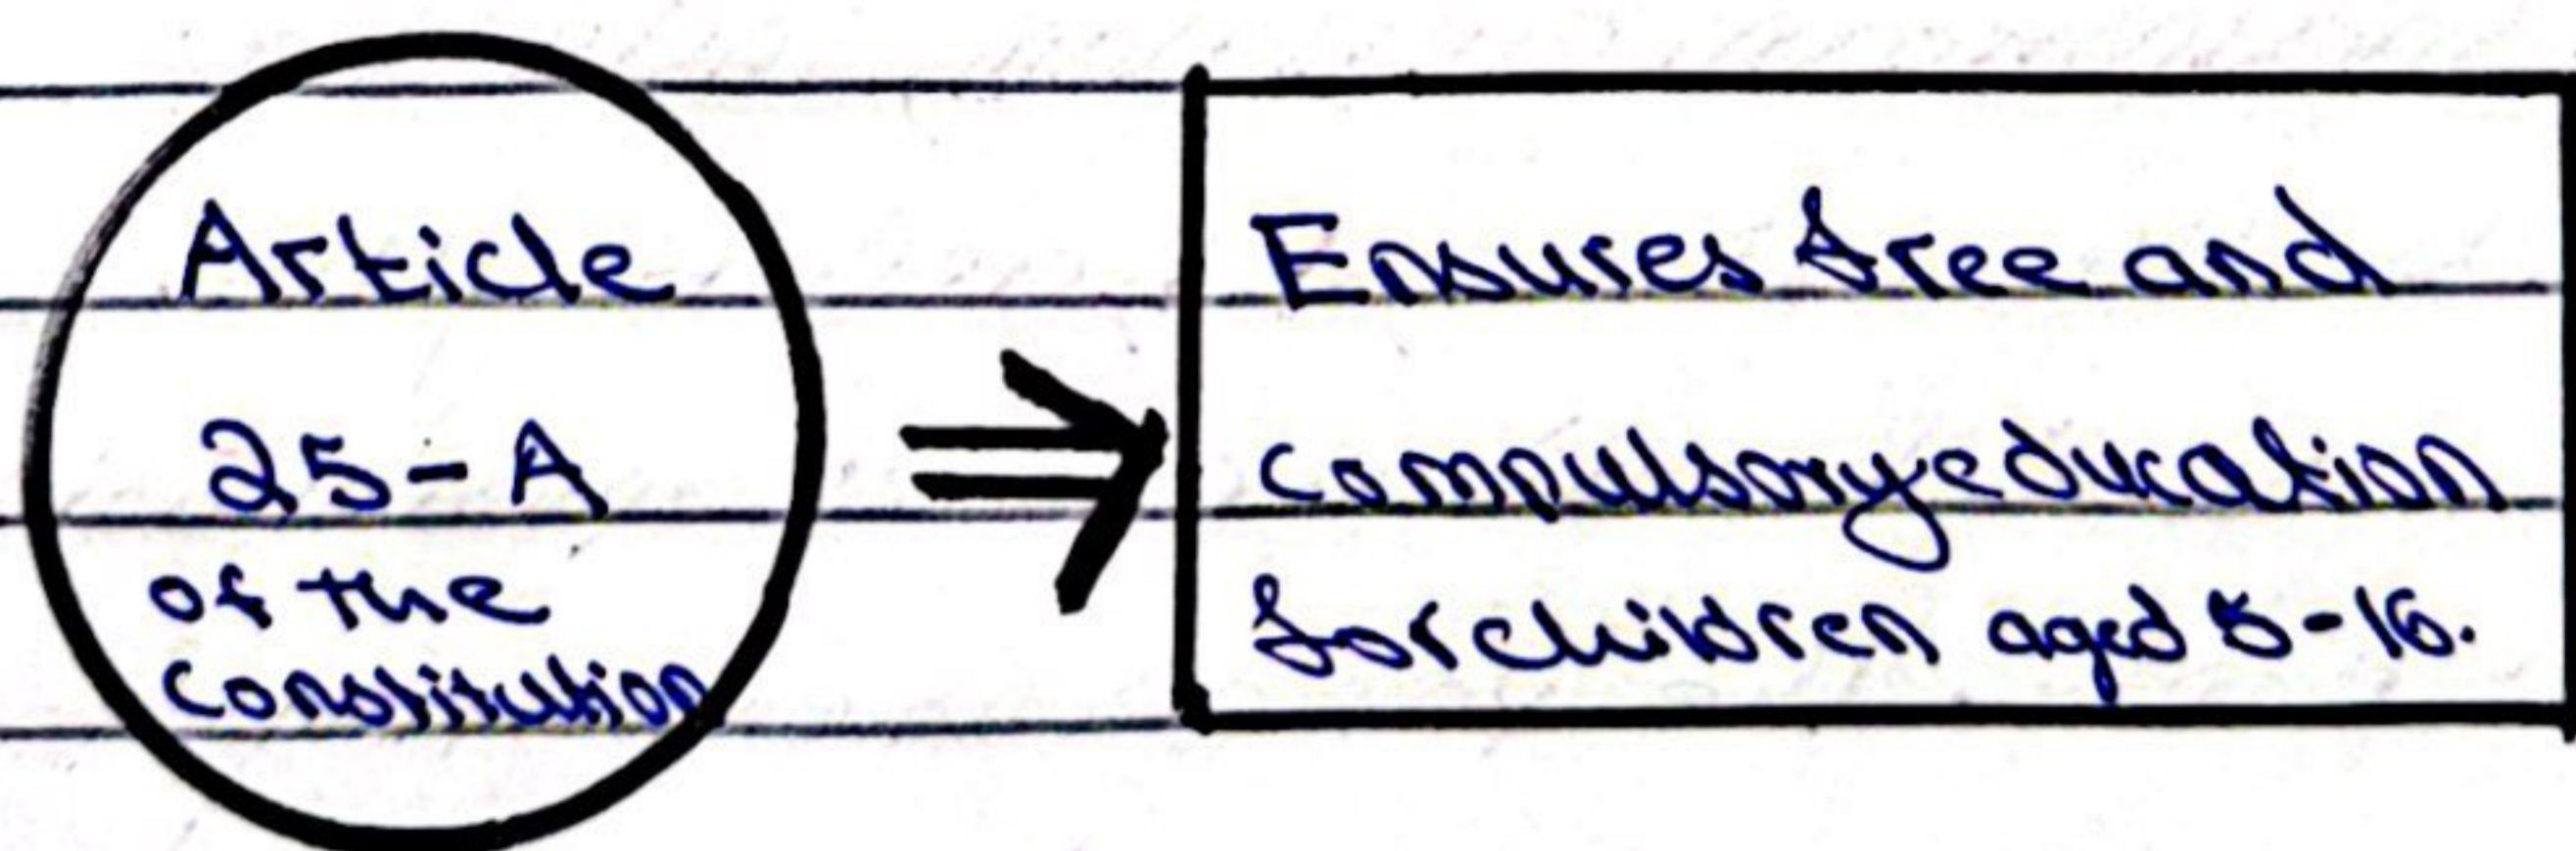 Article
25-A
of the
Constitution
Ensures free and
compulsory education
for children aged 5-16.